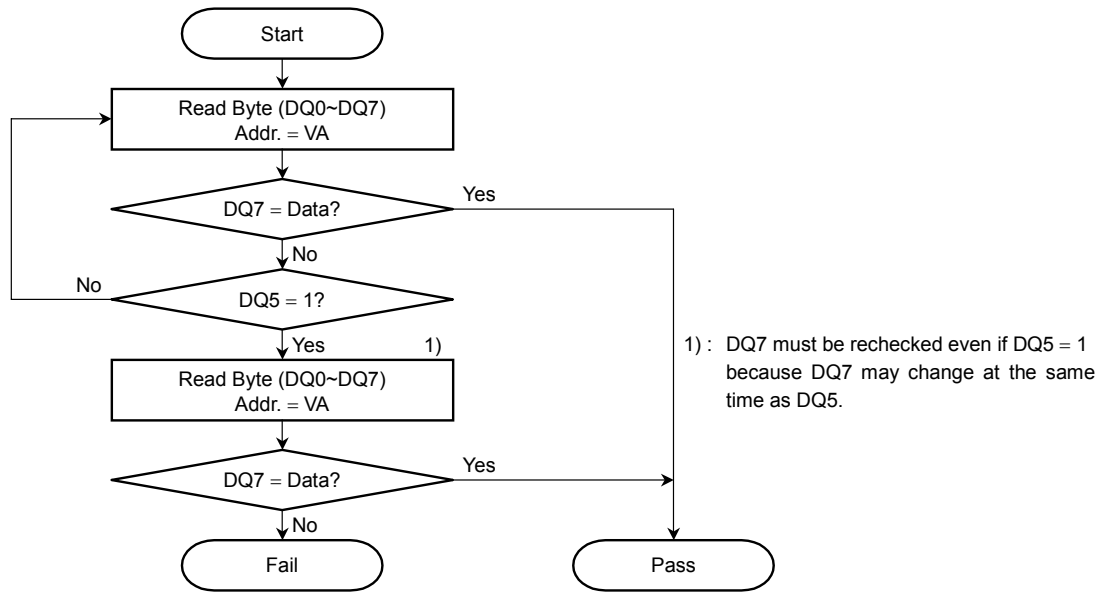 Start
Read Byte (DQ0~DQ7)
Addr. = VA
DQ7 = Data?
Yes
No
DQ5 = 1?
No
Yes
1)
Read Byte (DQ0~DQ7)
Addr. = VA
DQ7 = Data?
Yes
No
Fail
Pass
1) : DQ7 must be rechecked even if DQ5 = 1
because DQ7 may change at the same
time as DQ5.